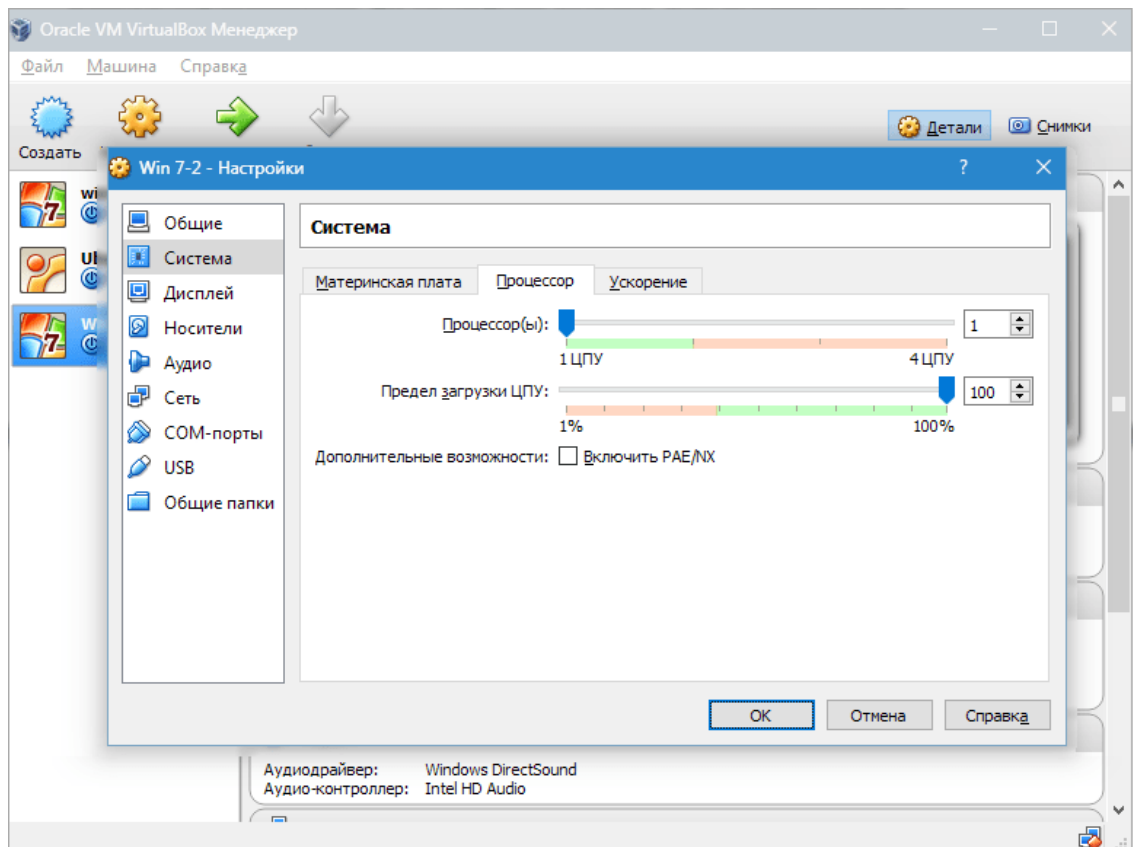 Oracle VM VirtualBox Менеджер
Файл Машина Справка
Создать
Детали Снимки
Win 7-2 - Настройки ?
wi
Ub
W
Общие
Система
Дисплей
Носители
Аудио
Сеть
COM-порты
USB
Общие папки
Система
Материнская плата Процессор Ускорение
Процессор(ы): 1
1 ЦПУ 4 ЦПУ
Предел загрузки ЦПУ: 100
1% 100%
Дополнительные возможности: Включить PAE/NX
OK Отмена Справка
Аудиодрайвер: Windows DirectSound
Аудио-контроллер: Intel HD Audio